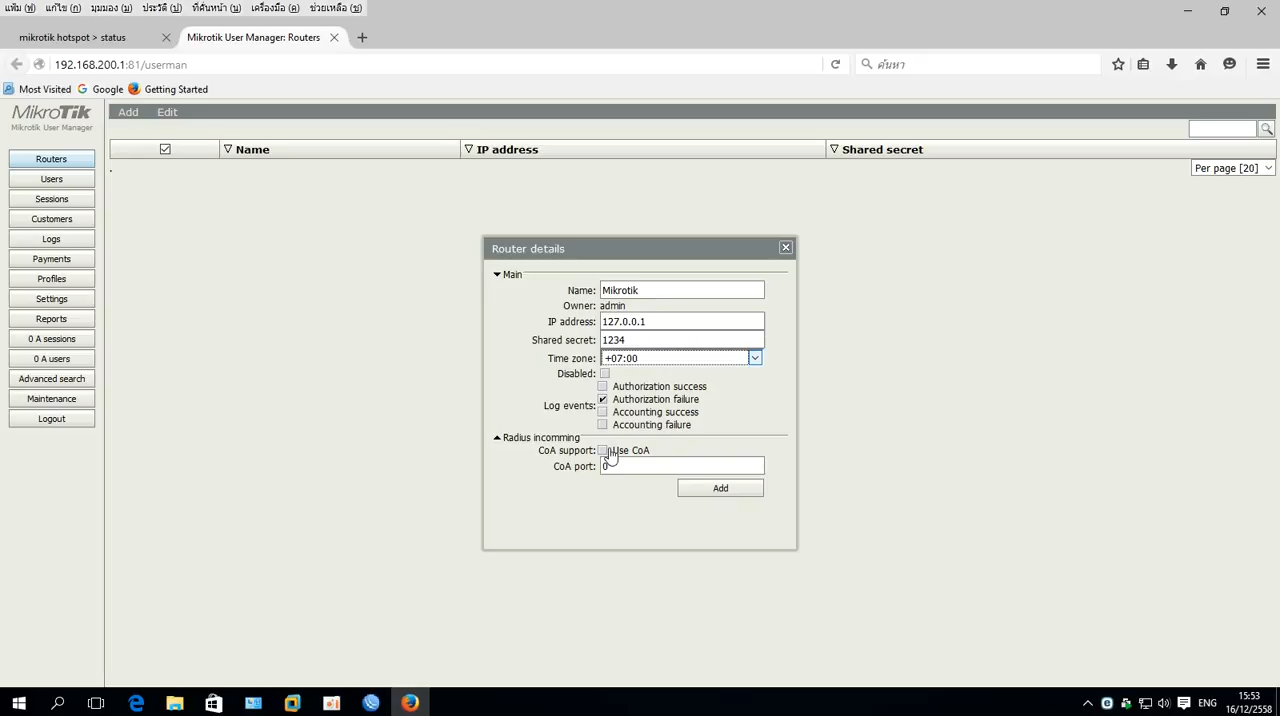 แฟ้ม (ฟ) แก้ไข (ก) มุมมอง (ม) ประวัติ (ป) ที่คั่นหน้า (น) เครื่องมือ (ค) ช่วยเหลือ (ช)
mikrotik hotspot > status
Mikrotik User Manager: Routers
192.168.200.1:81/userman
ค้นหา
Most Visited Google Getting Started
MikroTik
Mikrotik User Manager
Add Edit
Name IP address Shared secret
Per page [20]
Routers
Users
Sessions
Customers
Logs
Payments
Profiles
Settings
Reports
0 A sessions
0 A users
Advanced search
Maintenance
Logout
Router details
Main
Name: Mikrotik
Owner: admin
IP address: 127.0.0.1
Shared secret: 1234
Time zone: +07:00
Disabled:
Log events:
Authorization success
Authorization failure
Accounting success
Accounting failure
Radius incomming
CoA support: Use CoA
CoA port: 0
Add
ENG
15:53
16/12/2558